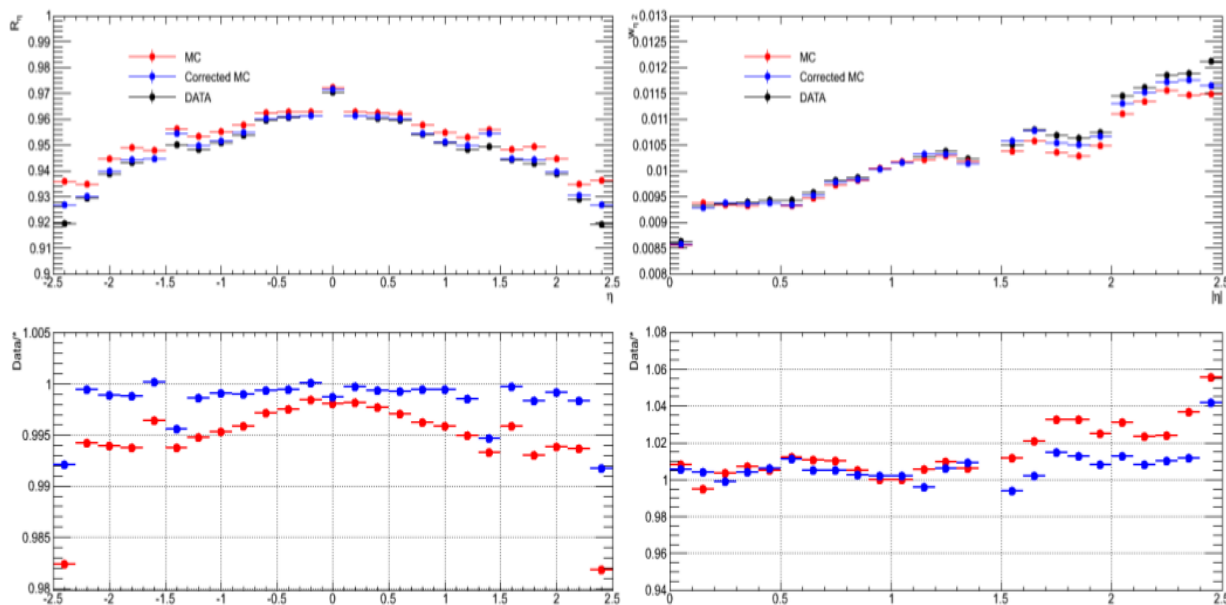 R_η
1
0.99
0.98
0.97
0.96
0.95
0.94
0.93
0.92
0.91
0.9
MC
Corrected MC
DATA
-2.5 -2 -1.5 -1 -0.5 0 0.5 1 1.5 2 2.5
η
w_η 2
0.013
0.0125
0.012
0.0115
0.011
0.0105
0.01
0.0095
0.009
0.0085
0.008
MC
Corrected MC
DATA
0 0.5 1 1.5 2 2.5
|η|
Data/*
1.005
1
0.995
0.99
0.985
0.98
-2.5 -2 -1.5 -1 -0.5 0 0.5 1 1.5 2 2.5
Data/*
1.08
1.06
1.04
1.02
1
0.98
0.96
0.94
0 0.5 1 1.5 2 2.5